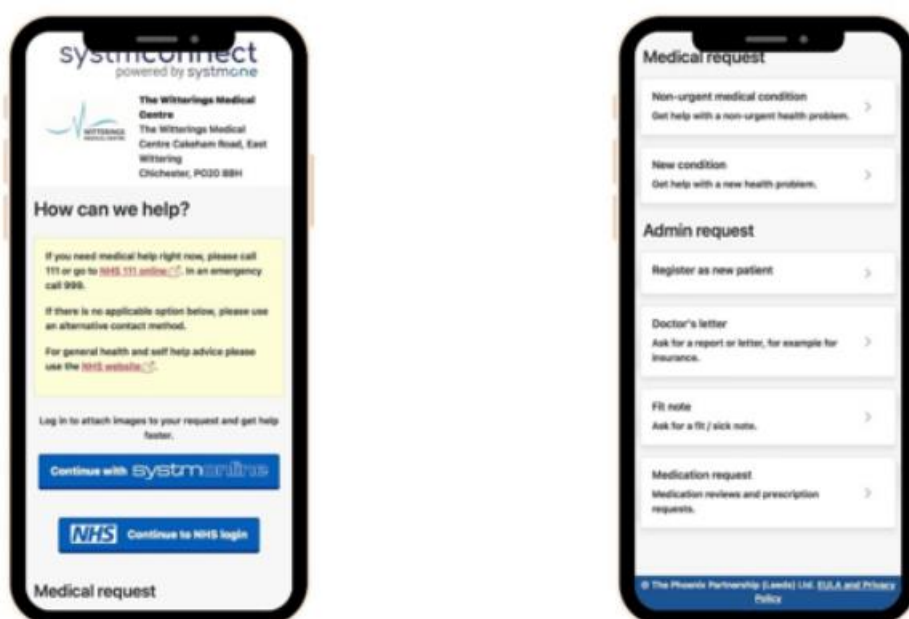 systmconnect
powered by systmone
WITTERINGS
MEDICAL CENTRE
The Witterings Medical
Centre
The Witterings Medical
Centre Cakeham Road, East
Wittering
Chichester, PO20 8BH
How can we help?
If you need medical help right now, please call
111 or go to NHS 111 online. In an emergency
call 999.
If there is no applicable option below, please use
an alternative contact method.
For general health and self help advice please
use the NHS website.
Log in to attach images to your request and get help
faster.
Continue with systmonline
NHS Continue to NHS login
Medical request
Medical request
Non-urgent medical condition
Get help with a non-urgent health problem.
New condition
Get help with a new health problem.
Admin request
Register as new patient
Doctor's letter
Ask for a report or letter, for example for
insurance.
Fit note
Ask for a fit / sick note.
Medication request
Medication reviews and prescription
requests.
© The Phoenix Partnership (Leeds) Ltd. EULA and Privacy
Policy